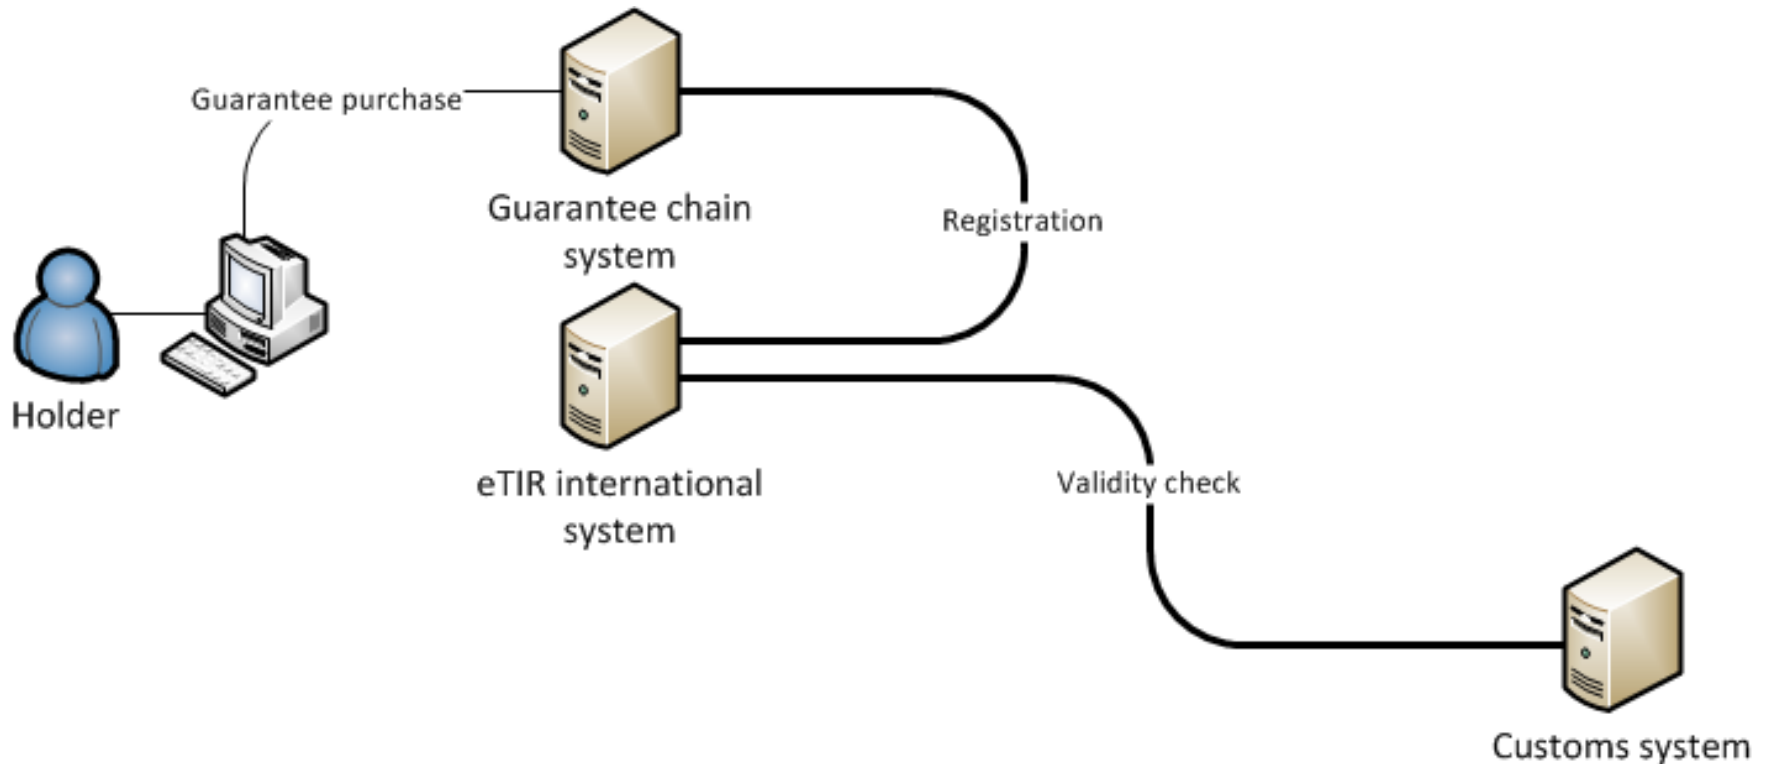 Guarantee purchase
Guarantee chain
system
Registration
Holder
eTIR international
system
Validity check
Customs system